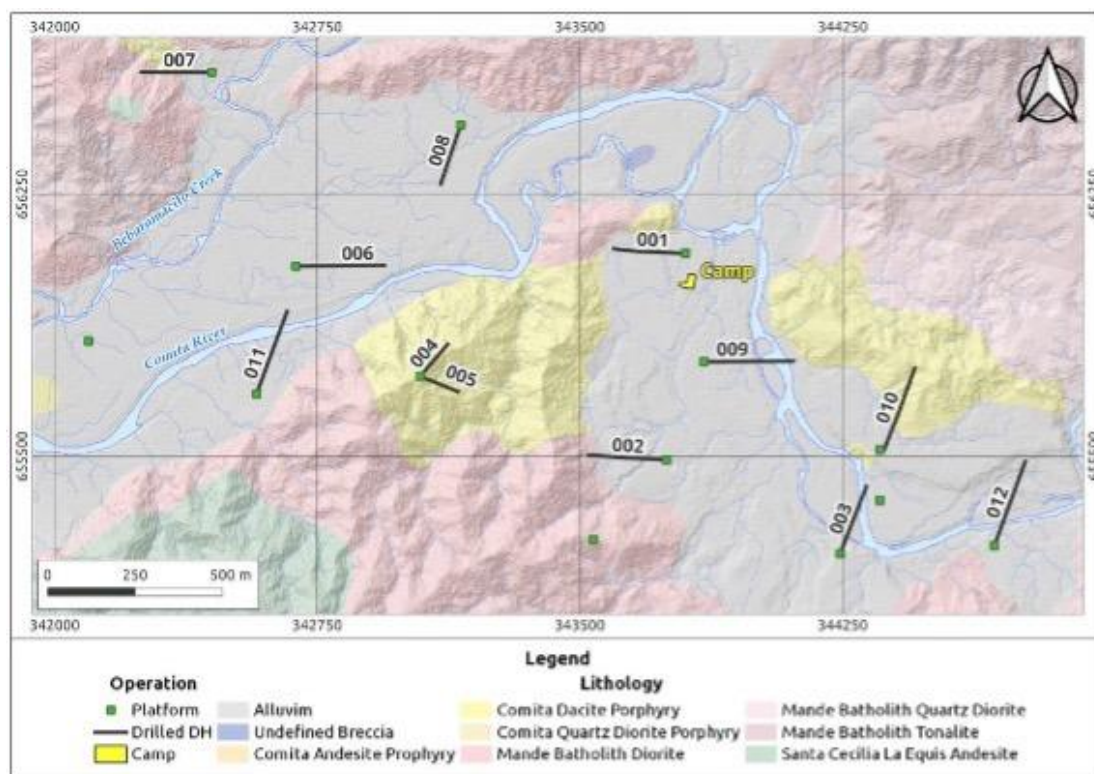 342000 342750 343500 344250
007
008
656250 656250
Bebaramacito Creek
001
006
Camp
Comita River
011
004
005
009
010
002
655500 655500
003
012
0 250 500 m
342000 342750 343500 344250
Legend
Operation Lithology
Platform Alluvim Comita Dacite Porphyry Mande Batholith Quartz Diorite
Drilled DH Undefined Breccia Comita Quartz Diorite Porphyry Mande Batholith Tonalite
Camp Comita Andesite Prophyry Mande Batholith Diorite Santa Cecilia La Equis Andesite